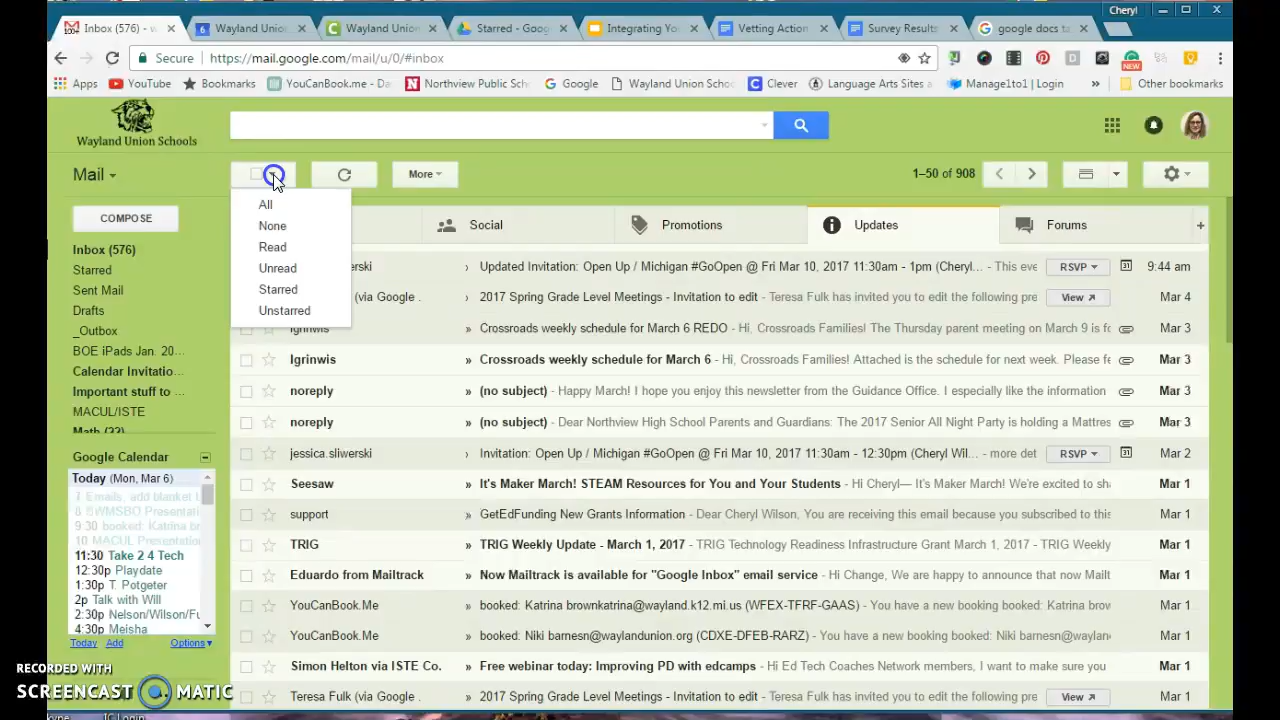 Cheryl
Inbox (576) - w
Wayland Unio
Wayland Unio
Starred - Goog
Integrating Yo
Vetting Action
Survey Results
google docs ta
Secure https://mail.google.com/mail/u/0/#inbox
NEW
Apps YouTube Bookmarks YouCanBook.me - Da Northview Public Sch Google Wayland Union Schoo Clever Language Arts Sites Manage1to1 | Login » Other bookmarks
Wayland Union Schools
Mail
More
1–50 of 908
COMPOSE
Inbox (576)
Starred
Sent Mail
Drafts
_Outbox
BOE iPads Jan. 20...
Calendar Invitatio...
Important stuff to ...
MACUL/ISTE
Math (33)
All
None
Read
Unread
Starred
Unstarred
Social
Promotions
Updates
Forums
+
erski Updated Invitation: Open Up / Michigan #GoOpen @ Fri Mar 10, 2017 11:30am - 1pm (Cheryl - This eve RSVP 9:44 am
(via Google . 2017 Spring Grade Level Meetings - Invitation to edit - Teresa Fulk has invited you to edit the following pre View Mar 4
lgrinwis Crossroads weekly schedule for March 6 REDO - Hi, Crossroads Families! The Thursday parent meeting on March 9 is fo Mar 3
lgrinwis » Crossroads weekly schedule for March 6 - Hi, Crossroads Families! Attached is the schedule for next week. Please fe Mar 3
noreply » (no subject) - Happy March! I hope you enjoy this newsletter from the Guidance Office. I especially like the information Mar 3
noreply » (no subject) - Dear Northview High School Parents and Guardians: The 2017 Senior All Night Party is holding a Mattres Mar 3
jessica.sliwerski » Invitation: Open Up / Michigan #GoOpen @ Fri Mar 10, 2017 11:30am - 12:30pm (Cheryl Wil... - more det RSVP Mar 2
Seesaw » It's Maker March! STEAM Resources for You and Your Students - Hi Cheryl— It's Maker March! We're excited to sh Mar 1
support » GetEdFunding New Grants Information - Dear Cheryl Wilson, You are receiving this email because you subscribed to this Mar 1
TRIG » TRIG Weekly Update - March 1, 2017 - TRIG Technology Readiness Infrastructure Grant March 1, 2017 TRIG Weekly Mar 1
Eduardo from Mailtrack » Now Mailtrack is available for "Google Inbox" email service - Hi Change, We are happy to announce that now Mailt Mar 1
YouCanBook.Me » booked: Katrina brownkatrina@wayland.k12.mi.us (WFEX-TFRF-GAAS) - You have a new booking booked: Katrina brow Mar 1
YouCanBook.Me » booked: Niki barnesn@waylandunion.org (CDXE-DFEB-RARZ) - You have a new booking booked: Niki barnesn@wayl Mar 1
Simon Helton via ISTE Co. » Free webinar today: Improving PD with edcamps - Hi Ed Tech Coaches Network members, I want to make sure you Mar 1
Teresa Fulk (via Google . » 2017 Spring Grade Level Meetings - Invitation to edit - Teresa Fulk has invited you to edit the following pre View Mar 1
Google Calendar
Today (Mon, Mar 6)
Emails, add blanket t
8 SWMSBO Presentati
9:30 booked: Katrina br
10 MACUL Presentati
11:30 Take 2 4 Tech
12:30p Playdate
1:30p T. Potgeter
2p Talk with Will
2:30p Nelson/Wilson/Fu
4:30p Meisha
Today Add Options
RECORDED WITH
SCREENCAST MATIC